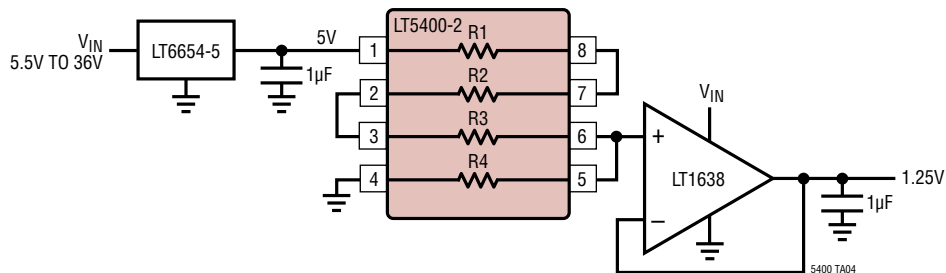 LT5400-2
V_IN
5.5V TO 36V
LT6654-5
5V
1µF
1
R1
8
2
R2
7
3
R3
6
4
R4
5
V_IN
+
–
LT1638
1.25V
1µF
5400 TA04